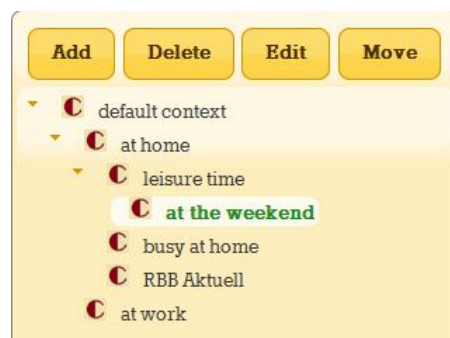 Add Delete Edit Move
default context
at home
leisure time
at the weekend
busy at home
RBB Aktuell
at work